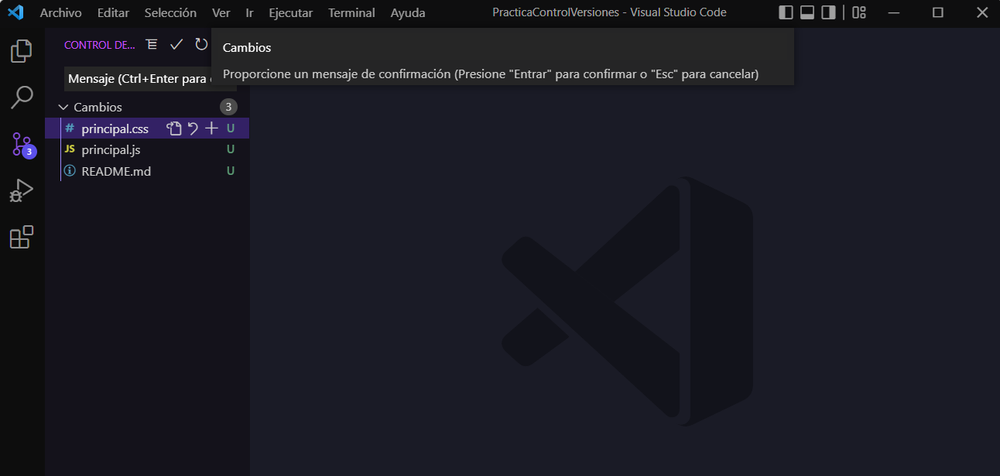 Archivo Editar Selección Ver Ir Ejecutar Terminal Ayuda PracticaControlVersiones - Visual Studio Code
CONTROL DE...
Cambios
Mensaje (Ctrl+Enter para
Proporcione un mensaje de confirmación (Presione "Entrar" para confirmar o "Esc" para cancelar)
Cambios 3
# principal.css U
JS principal.js U
3
README.md U